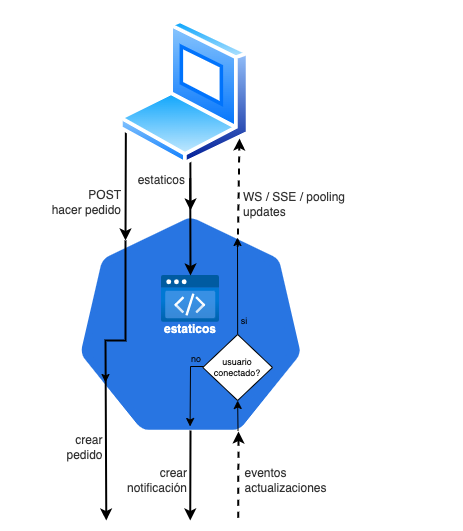 estaticos
POST
hacer pedido
WS / SSE / pooling
updates
</>
estaticos
si
no
usuario
conectado?
crear
pedido
crear
notificación
eventos
actualizaciones